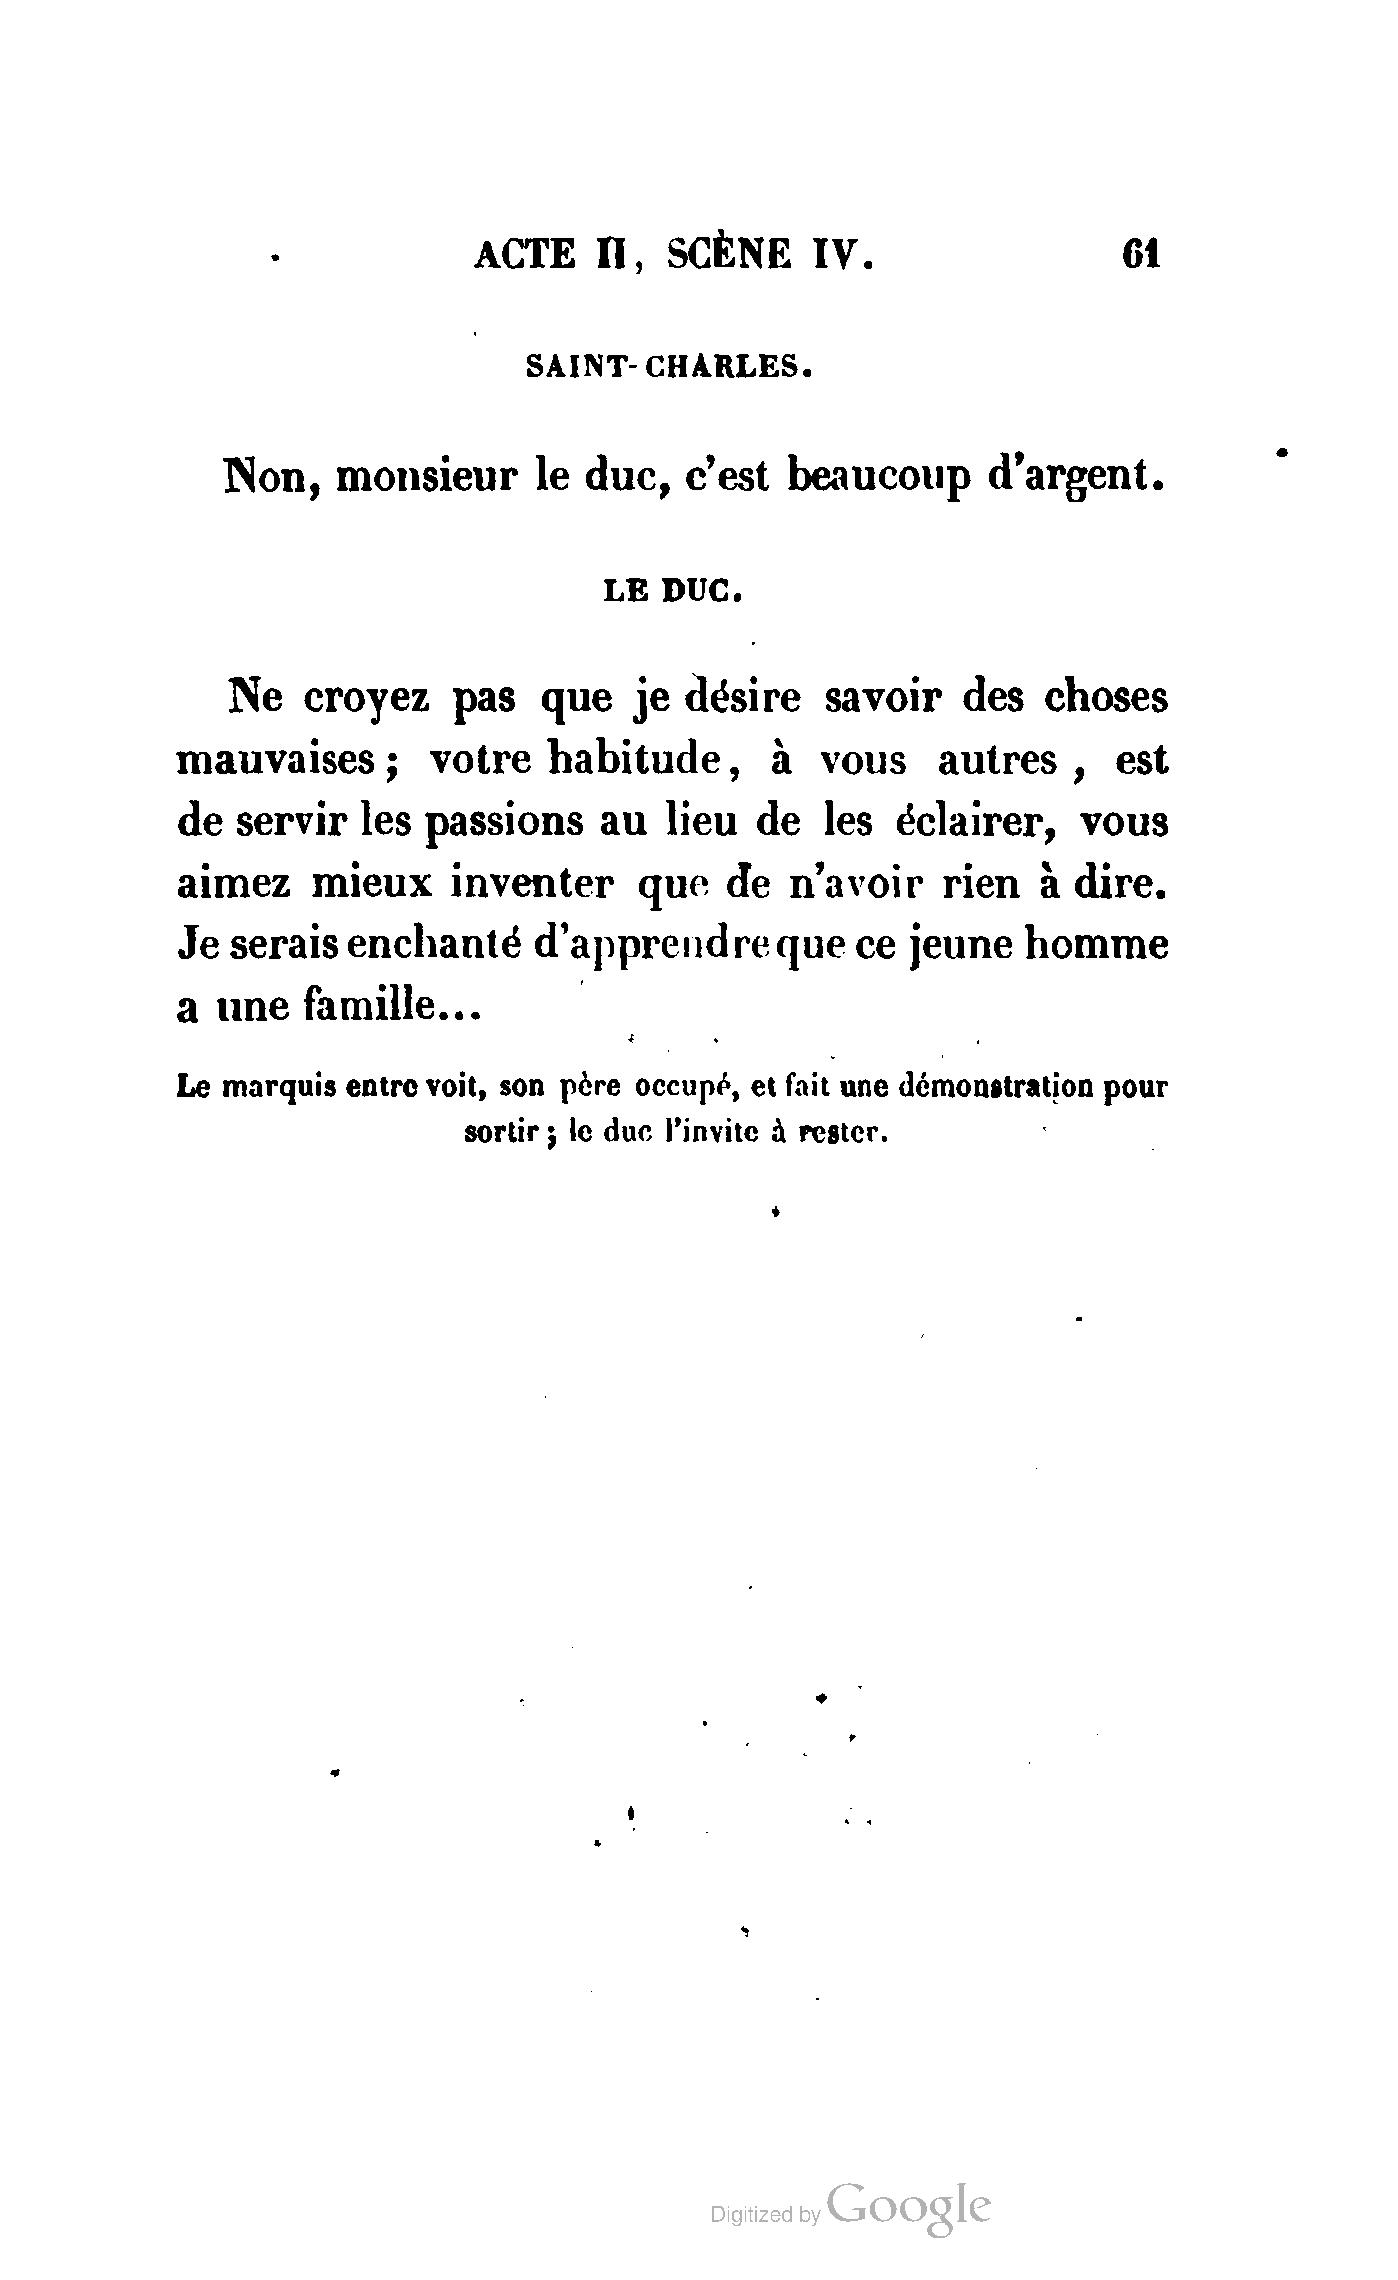 ACTE II, SCÈNE IV. 61
SAINT-CHARLES.
Non, monsieur le duc, c'est beaucoup d'argent.
LE DUC.
Ne croyez pas que je désire savoir des choses
mauvaises ; votre habitude, à vous autres , est
de servir les passions au lieu de les éclairer, vous
aimez mieux inventer que de n'avoir rien à dire.
Je serais enchanté d'apprendre que ce jeune homme
a une famille...
Le marquis entre voit, son père occupé, et fait une démonstration pour
sortir ; le duc l'invite à rester.
Digitized by Google